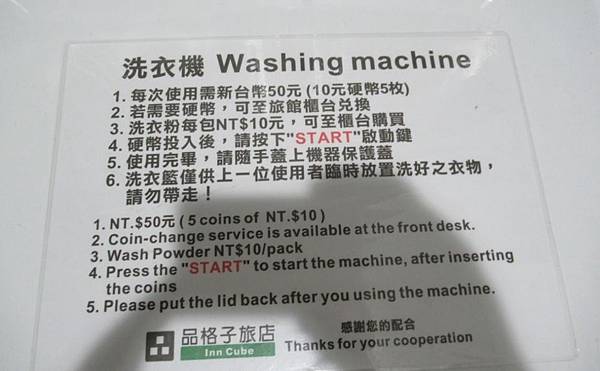 洗衣機 Washing machine
1. 每次使用需新台幣50元 (10元硬幣5枚)
2. 若需要硬幣，可至旅館櫃台兌換
3. 洗衣粉每包NT$10元，可至櫃台購買
4. 硬幣投入後，請按下"START"啟動鍵
5. 使用完畢，請隨手蓋上機器保護蓋
6. 洗衣籃僅供上一位使用者臨時放置洗好之衣物，
請勿帶走！
1. NT.$50元 ( 5 coins of NT.$10 )
2. Coin-change service is available at the front desk.
3. Wash Powder NT$10/pack
4. Press the "START" to start the machine, after inserting
the coins
5. Please put the lid back after you using the machine.
品格子旅店
Inn Cube
感謝您的配合
Thanks for your cooperation